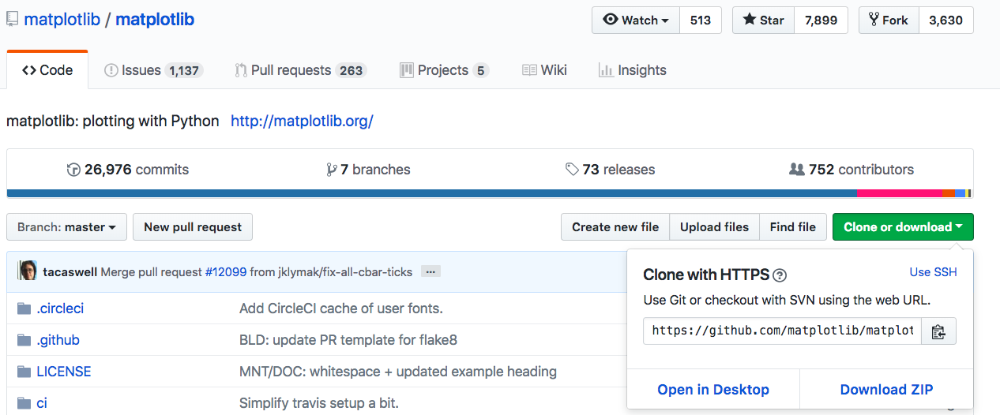 matplotlib / matplotlib Watch 513 Star 7,899 Fork 3,630
Code Issues 1,137 Pull requests 263 Projects 5 Wiki Insights
matplotlib: plotting with Python http://matplotlib.org/
26,976 commits 7 branches 73 releases 752 contributors
Branch: master New pull request Create new file Upload files Find file Clone or download
tacaswell Merge pull request #12099 from jklymak/fix-all-cbar-ticks ...
.circleci Add CircleCI cache of user fonts.
.github BLD: update PR template for flake8
LICENSE MNT/DOC: whitespace + updated example heading
ci Simplify travis setup a bit.
Clone with HTTPS ? Use SSH
Use Git or checkout with SVN using the web URL.
https://github.com/matplotlib/matplot
Open in Desktop Download ZIP